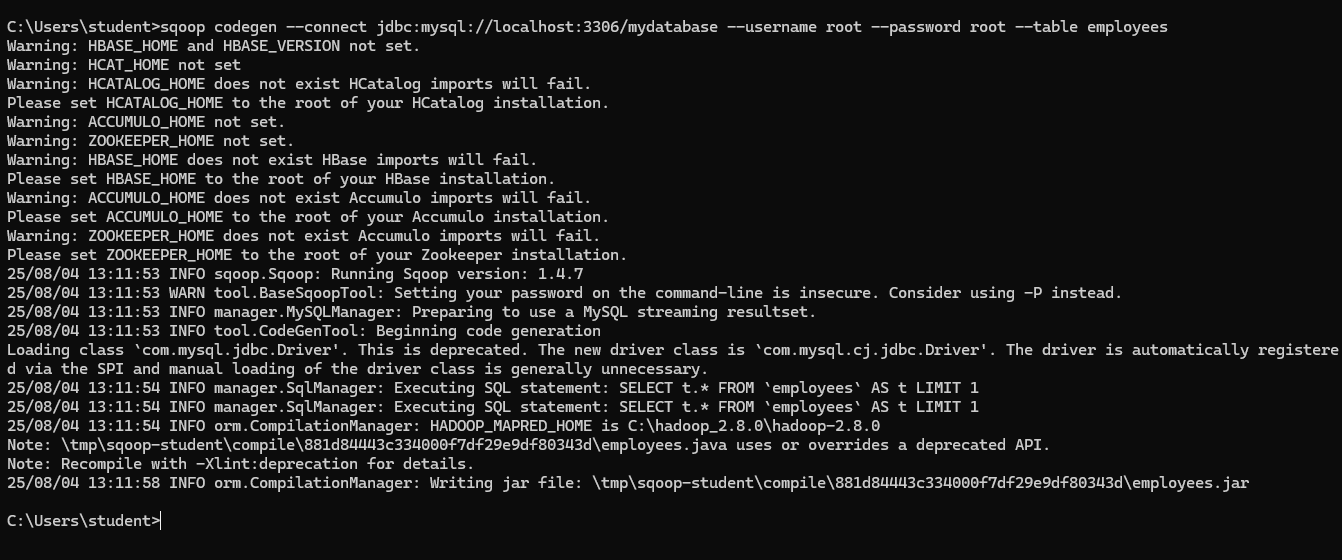 C:\Users\student>sqoop codegen --connect jdbc:mysql://localhost:3306/mydatabase --username root --password root --table employees
Warning: HBASE_HOME and HBASE_VERSION not set.
Warning: HCAT_HOME not set
Warning: HCATALOG_HOME does not exist HCatalog imports will fail.
Please set HCATALOG_HOME to the root of your HCatalog installation.
Warning: ACCUMULO_HOME not set.
Warning: ZOOKEEPER_HOME not set.
Warning: HBASE_HOME does not exist HBase imports will fail.
Please set HBASE_HOME to the root of your HBase installation.
Warning: ACCUMULO_HOME does not exist Accumulo imports will fail.
Please set ACCUMULO_HOME to the root of your Accumulo installation.
Warning: ZOOKEEPER_HOME does not exist Accumulo imports will fail.
Please set ZOOKEEPER_HOME to the root of your Zookeeper installation.
25/08/04 13:11:53 INFO sqoop.Sqoop: Running Sqoop version: 1.4.7
25/08/04 13:11:53 WARN tool.BaseSqoopTool: Setting your password on the command-line is insecure. Consider using -P instead.
25/08/04 13:11:53 INFO manager.MySQLManager: Preparing to use a MySQL streaming resultset.
25/08/04 13:11:53 INFO tool.CodeGenTool: Beginning code generation
Loading class `com.mysql.jdbc.Driver'. This is deprecated. The new driver class is `com.mysql.cj.jdbc.Driver'. The driver is automatically registere
d via the SPI and manual loading of the driver class is generally unnecessary.
25/08/04 13:11:54 INFO manager.SqlManager: Executing SQL statement: SELECT t.* FROM `employees` AS t LIMIT 1
25/08/04 13:11:54 INFO manager.SqlManager: Executing SQL statement: SELECT t.* FROM `employees` AS t LIMIT 1
25/08/04 13:11:54 INFO orm.CompilationManager: HADOOP_MAPRED_HOME is C:\hadoop_2.8.0\hadoop-2.8.0
Note: \tmp\sqoop-student\compile\881d84443c334000f7df29e9df80343d\employees.java uses or overrides a deprecated API.
Note: Recompile with -Xlint:deprecation for details.
25/08/04 13:11:58 INFO orm.CompilationManager: Writing jar file: \tmp\sqoop-student\compile\881d84443c334000f7df29e9df80343d\employees.jar
C:\Users\student>